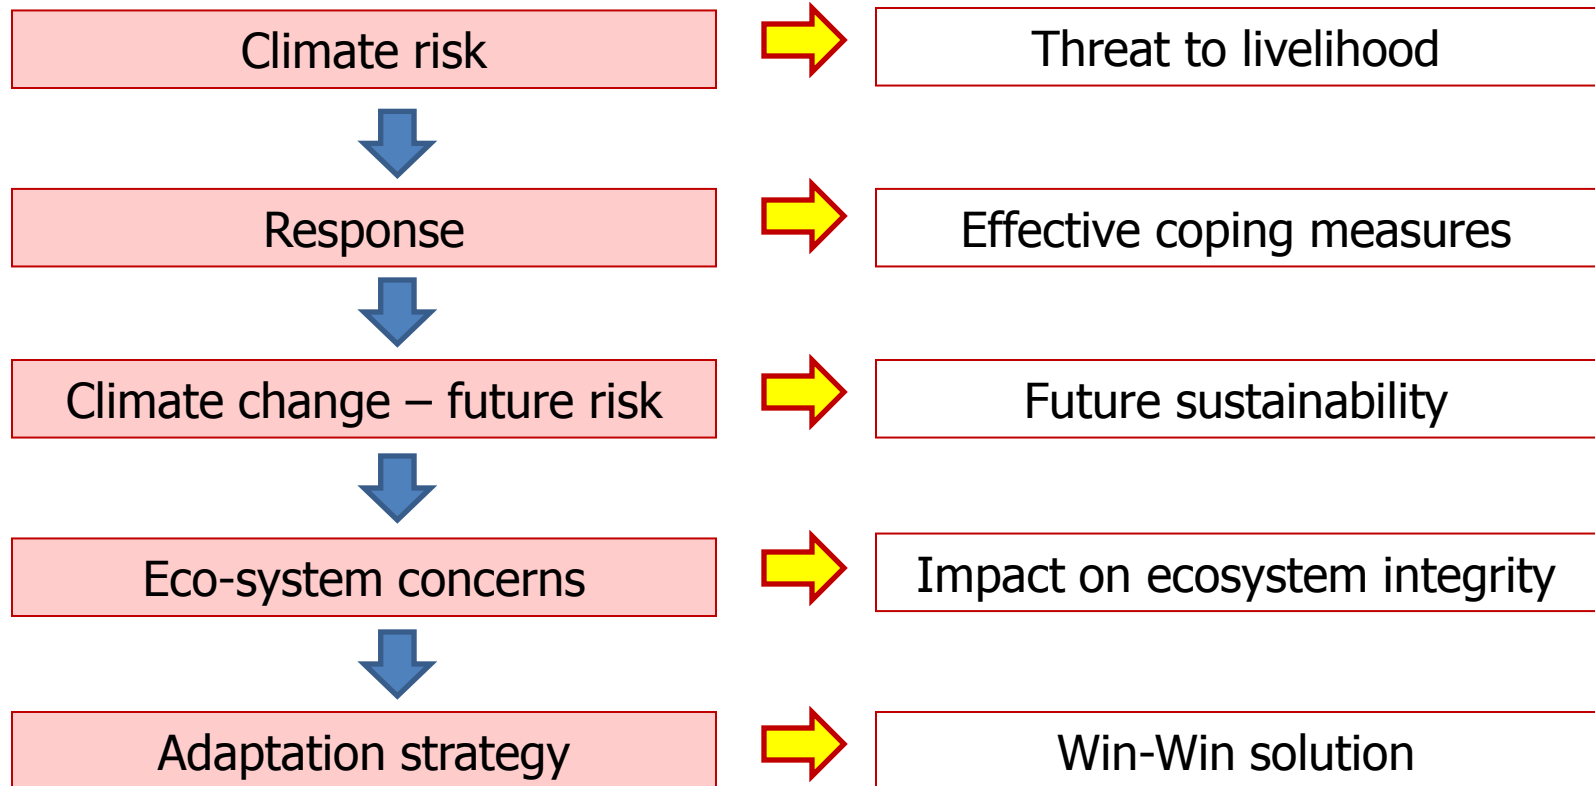 Climate risk
Threat to livelihood
Response
Effective coping measures
Climate change – future risk
Future sustainability
Eco-system concerns
Impact on ecosystem integrity
Adaptation strategy
Win-Win solution